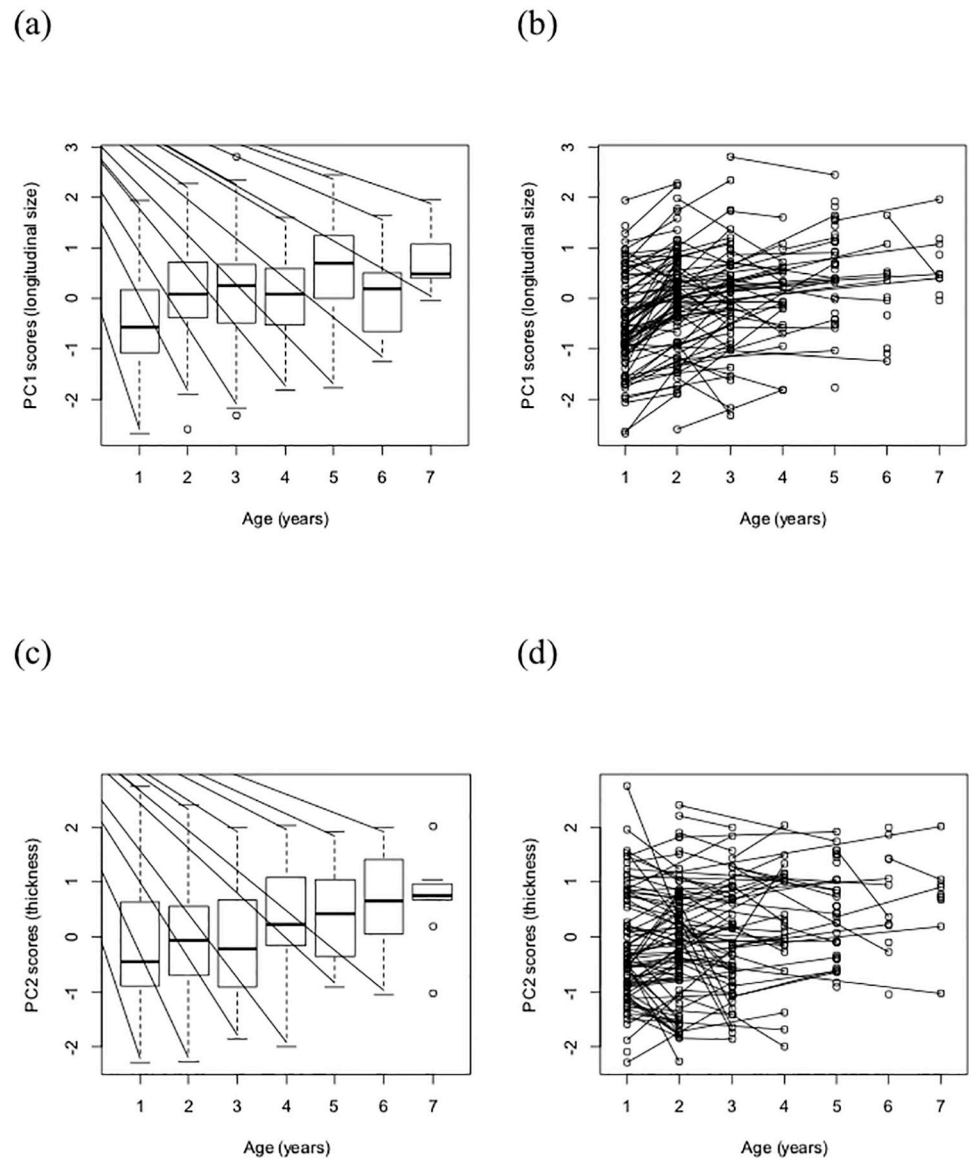 (a)
(b)
PC1 scores (longitudinal size)
3
2
1
0
-1
-2
1 2 3 4 5 6 7
Age (years)
PC1 scores (longitudinal size)
3
2
1
0
-1
-2
1 2 3 4 5 6 7
Age (years)
(c)
(d)
PC2 scores (thickness)
2
1
0
-1
-2
1 2 3 4 5 6 7
Age (years)
PC2 scores (thickness)
2
1
0
-1
-2
1 2 3 4 5 6 7
Age (years)